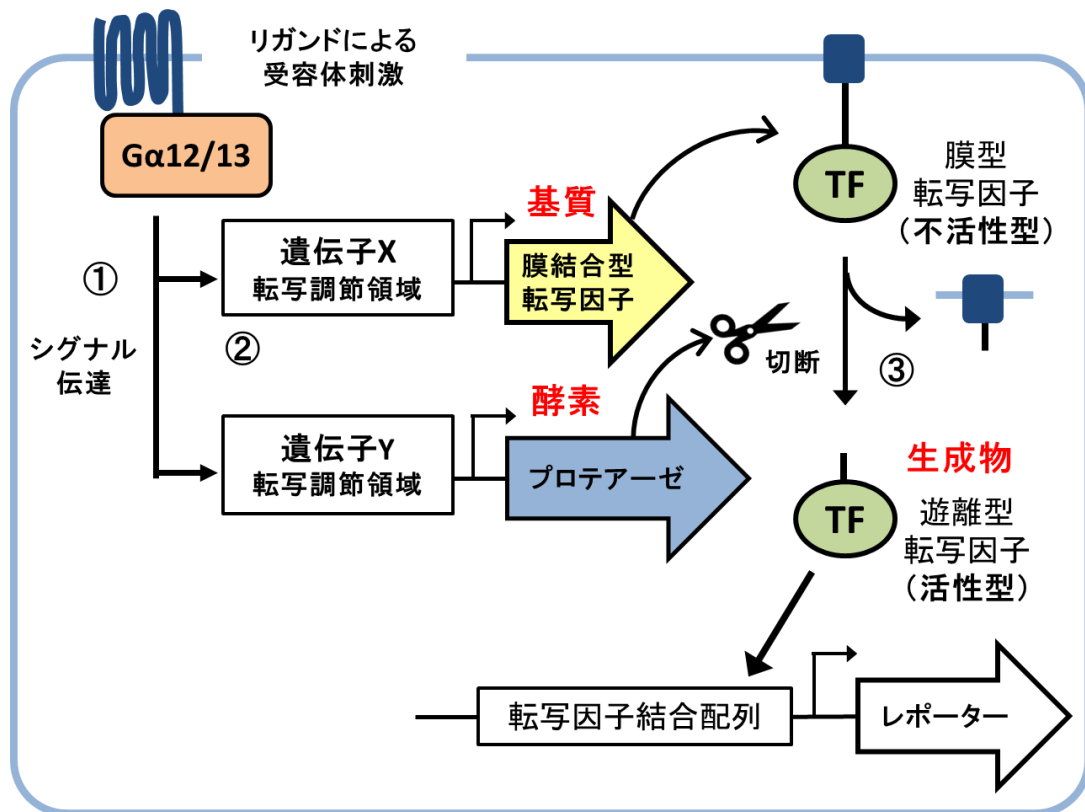 リガンドによる
受容体刺激
Gα12/13
①
シグナル
伝達
遺伝子X
転写調節領域
②
基質
膜結合型
転写因子
遺伝子Y
転写調節領域
酵素
プロテアーゼ
切断
TF
膜型
転写因子
（不活性型）
③
生成物
TF
遊離型
転写因子
（活性型）
転写因子結合配列
レポーター